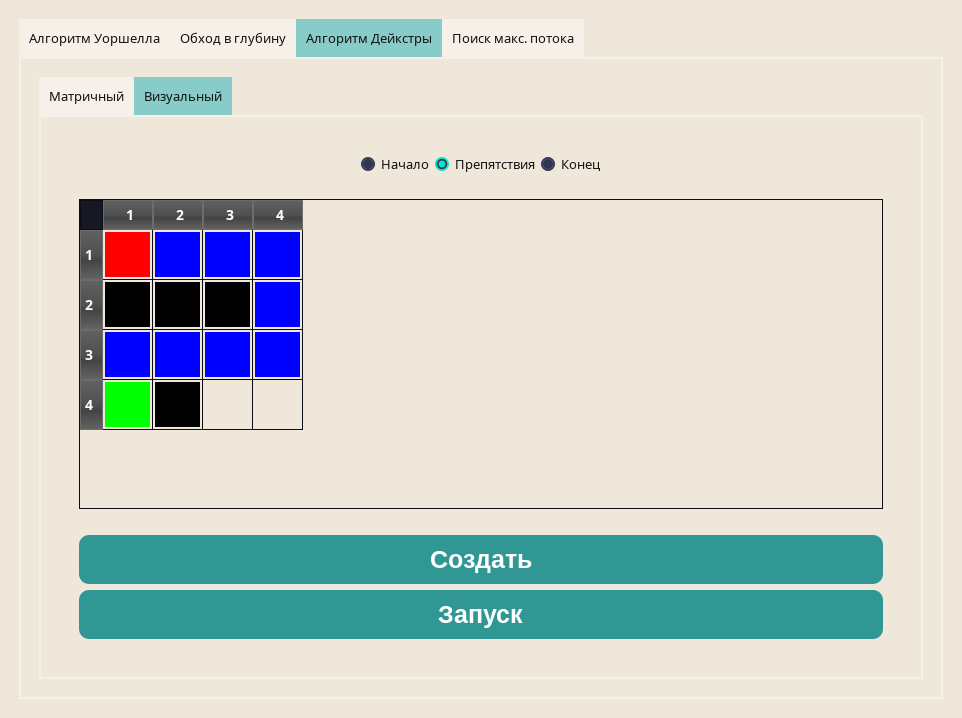 Алгоритм Уоршелла Обход в глубину Алгоритм Дейкстры Поиск макс. потока
Матричный Визуальный
Начало Препятствия Конец
1 2 3 4
1
2
3
4
Создать
Запуск